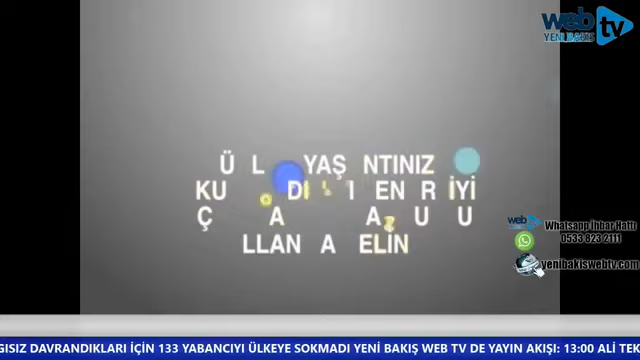 web tv
YENİ BAKIŞ
Ü L YAŞ NTINIZ
KU DI L İ EN R İYİ
Ç A A U U
LLAN A ELİN
web
Whatsapp İhbar Hattı
0533 823 2111
yenibakiswebtv.com
GISIZ DAVRANDIKLARI İÇİN 133 YABANCIYI ÜLKEYE SOKMADI YENİ BAKIŞ WEB TV DE YAYIN AKIŞI: 13:00 ALİ TEK